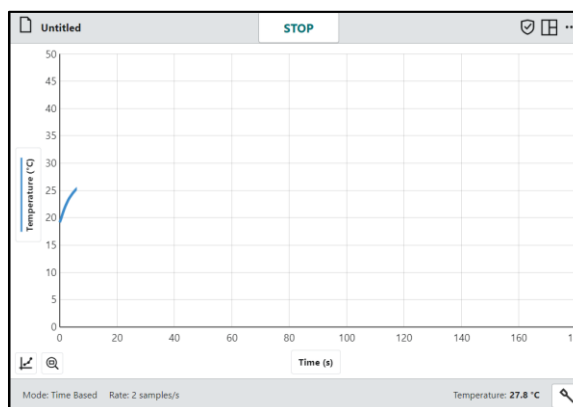 Untitled
STOP
Temperature (°C)
50
45
40
35
30
25
20
15
10
5
0
0 20 40 60 80 100 120 140 160
Time (s)
Mode: Time Based Rate: 2 samples/s Temperature: 27.8 °C